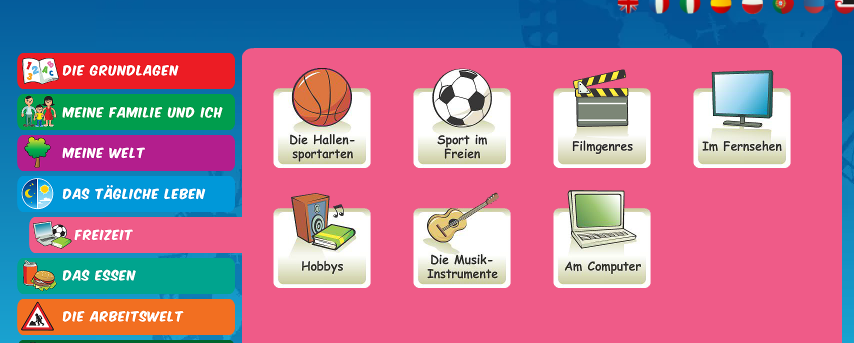 DIE GRUNDLAGEN
MEINE FAMILIE UND ICH
MEINE WELT
DAS TÄGLICHE LEBEN
FREIZEIT
DAS ESSEN
DIE ARBEITSWELT
Die Hallen-
sportarten
Sport im
Freien
Filmgenres
Im Fernsehen
Hobbys
Die Musik-
Instrumente
Am Computer